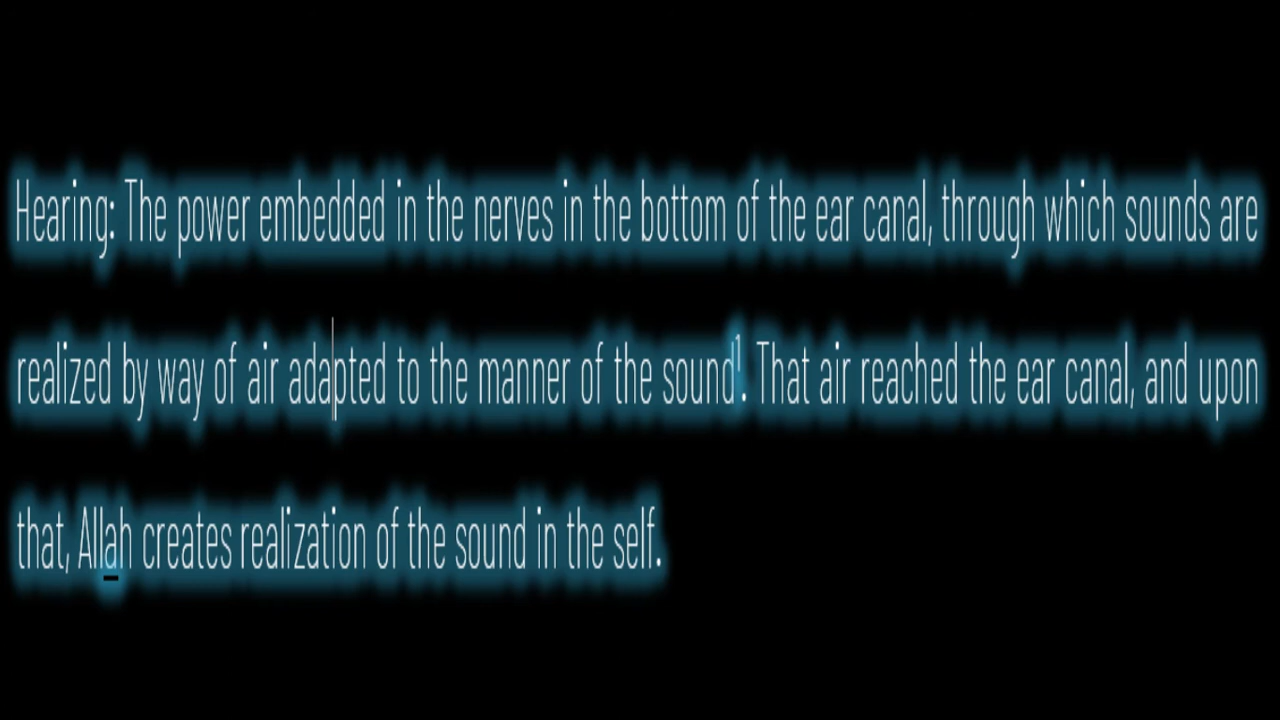 Hearing: The power embedded in the nerves in the bottom of the ear canal, through which sounds are
realized by way of air adapted to the manner of the sound¹. That air reached the ear canal, and upon
that, Allah creates realization of the sound in the self.